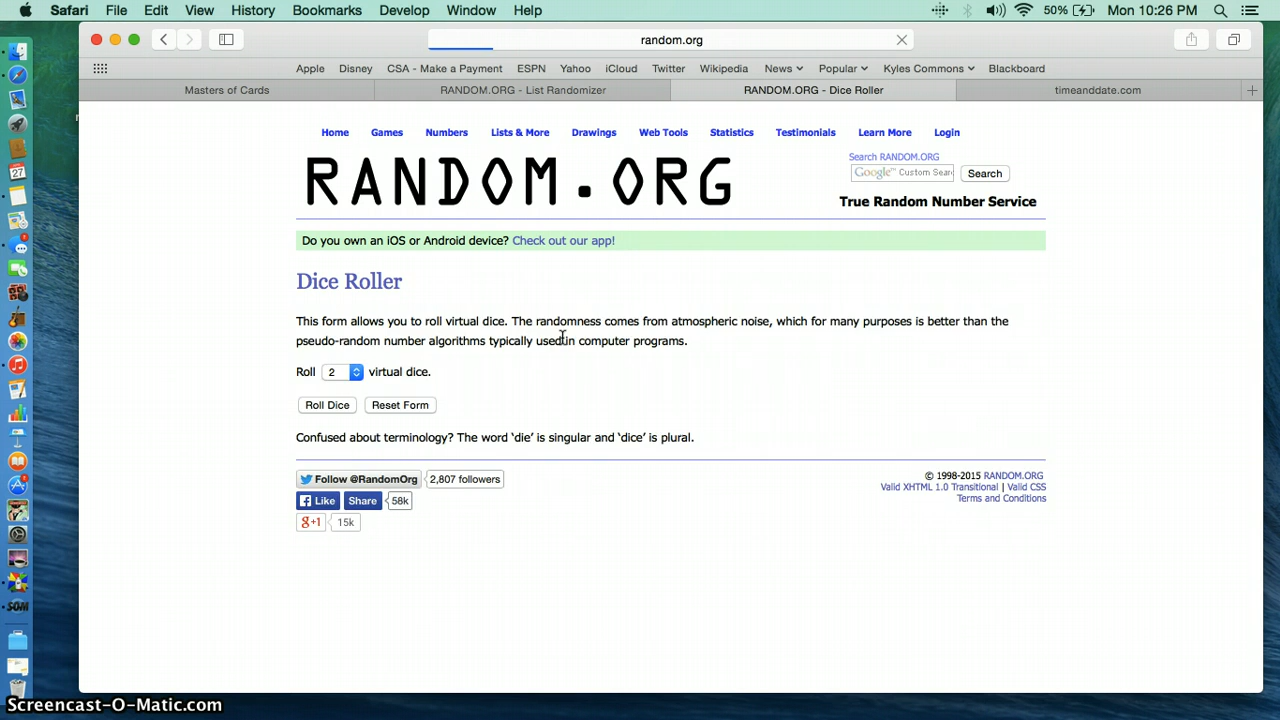 Safari File Edit View History Bookmarks Develop Window Help 50% Mon 10:26 PM
random.org
Apple Disney CSA - Make a Payment ESPN Yahoo iCloud Twitter Wikipedia News Popular Kyles Commons Blackboard
Masters of Cards RANDOM.ORG - List Randomizer RANDOM.ORG - Dice Roller timeanddate.com
Home Games Numbers Lists & More Drawings Web Tools Statistics Testimonials Learn More Login
RANDOM.ORG
Search RANDOM.ORG
Google™ Custom Sear Search
True Random Number Service
Do you own an iOS or Android device? Check out our app!
Dice Roller
This form allows you to roll virtual dice. The randomness comes from atmospheric noise, which for many purposes is better than the
pseudo-random number algorithms typically used in computer programs.
Roll 2 virtual dice.
Roll Dice Reset Form
Confused about terminology? The word ‘die’ is singular and ‘dice’ is plural.
Follow @RandomOrg 2,807 followers
Like Share 58k
g+1 15k
© 1998-2015 RANDOM.ORG
Valid XHTML 1.0 Transitional | Valid CSS
Terms and Conditions
27
SOM
Screencast-O-Matic.com